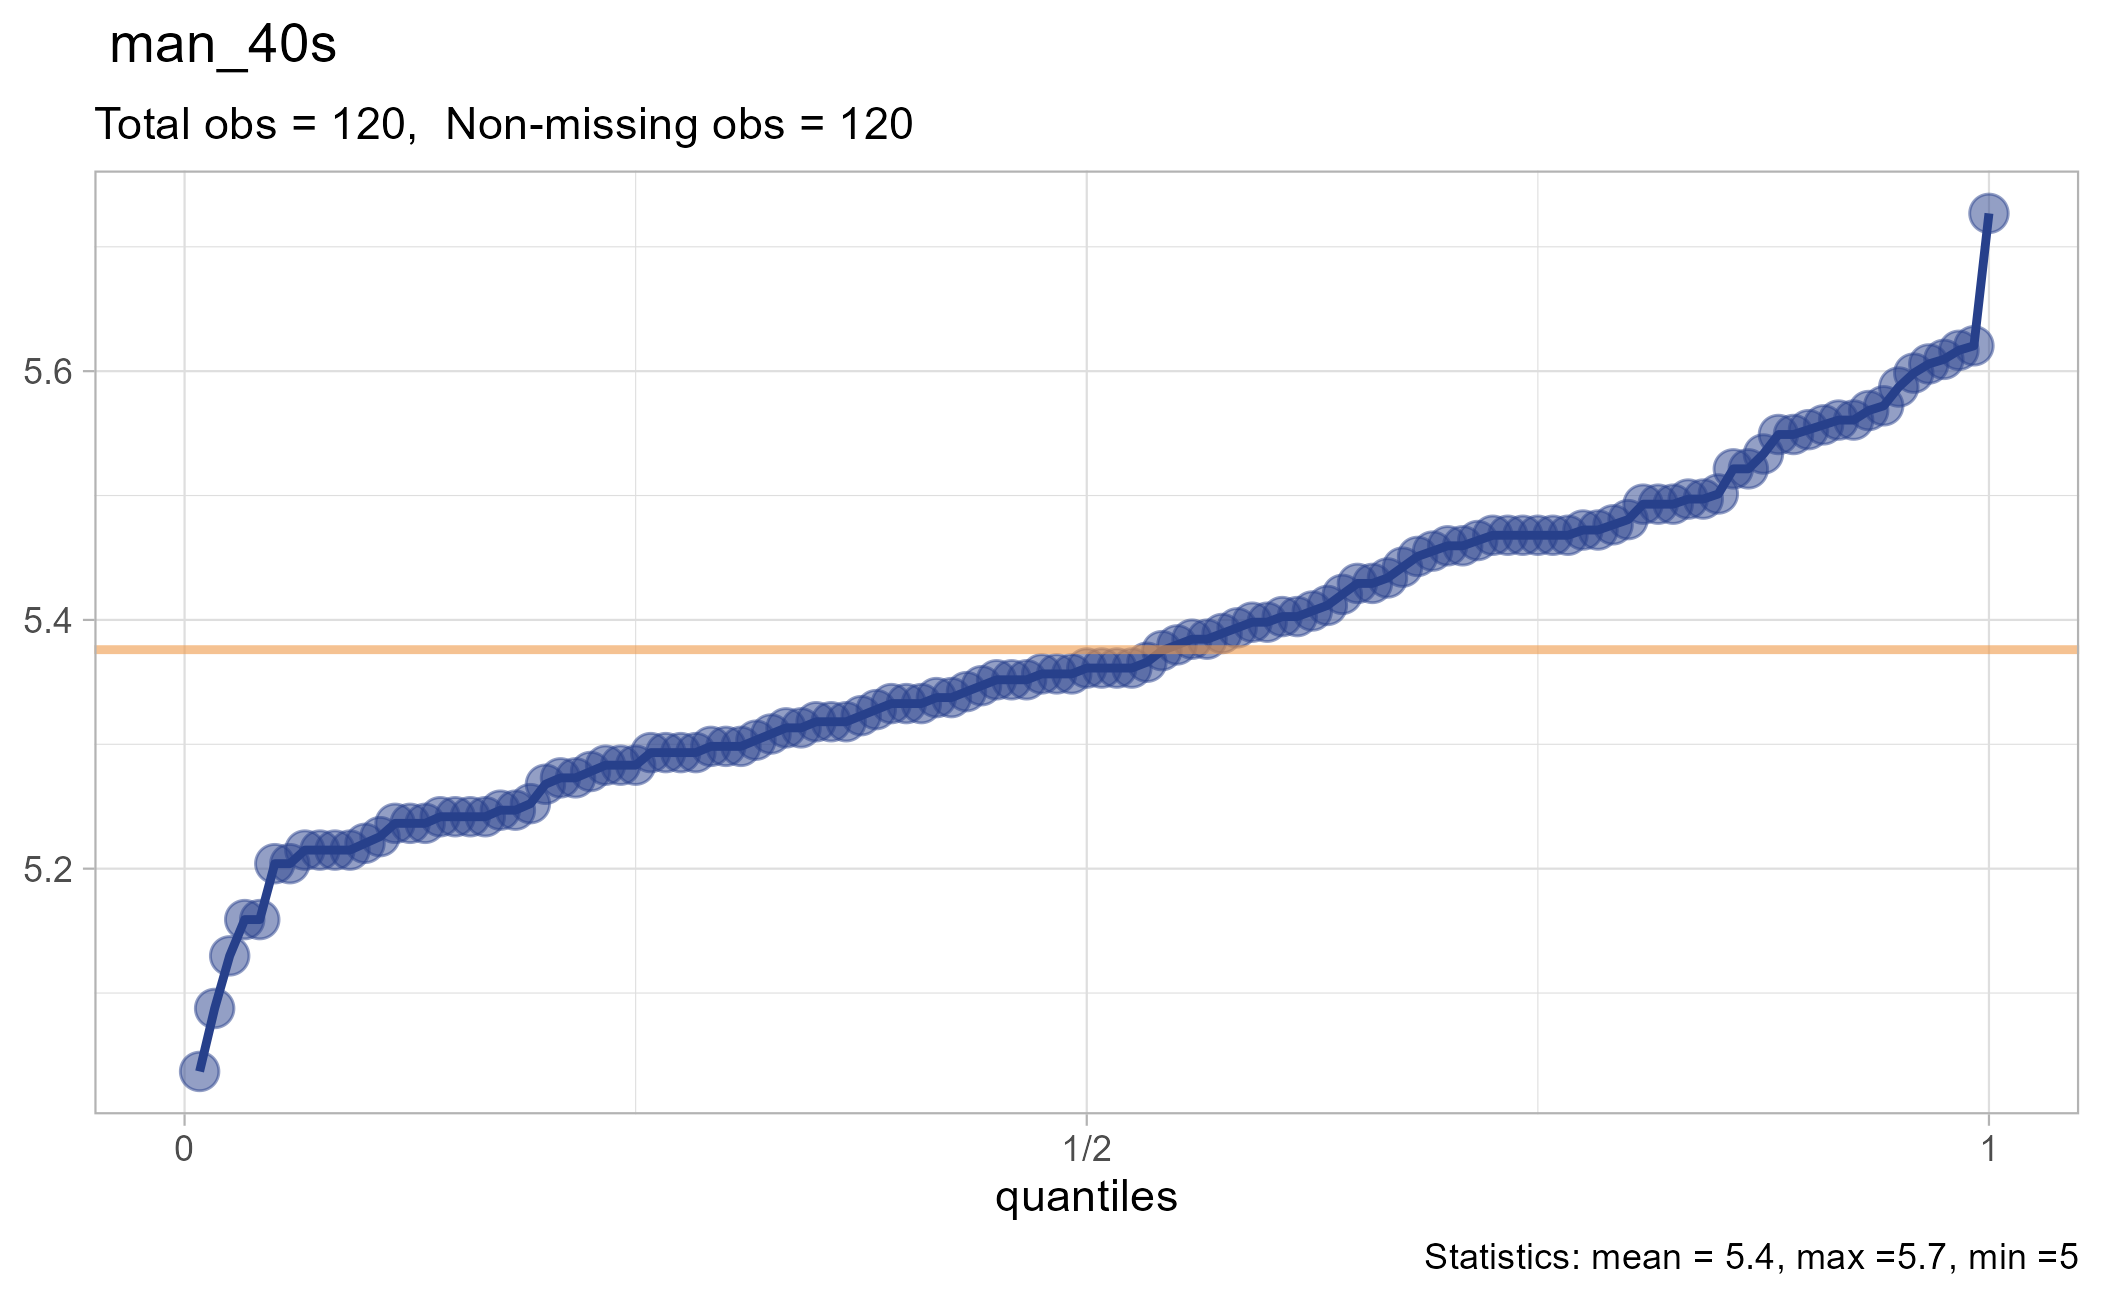 man_40s
Total obs = 120,  Non-missing obs = 120
5.6
5.4
5.2
0 1/2 1
quantiles
Statistics: mean = 5.4, max =5.7, min =5